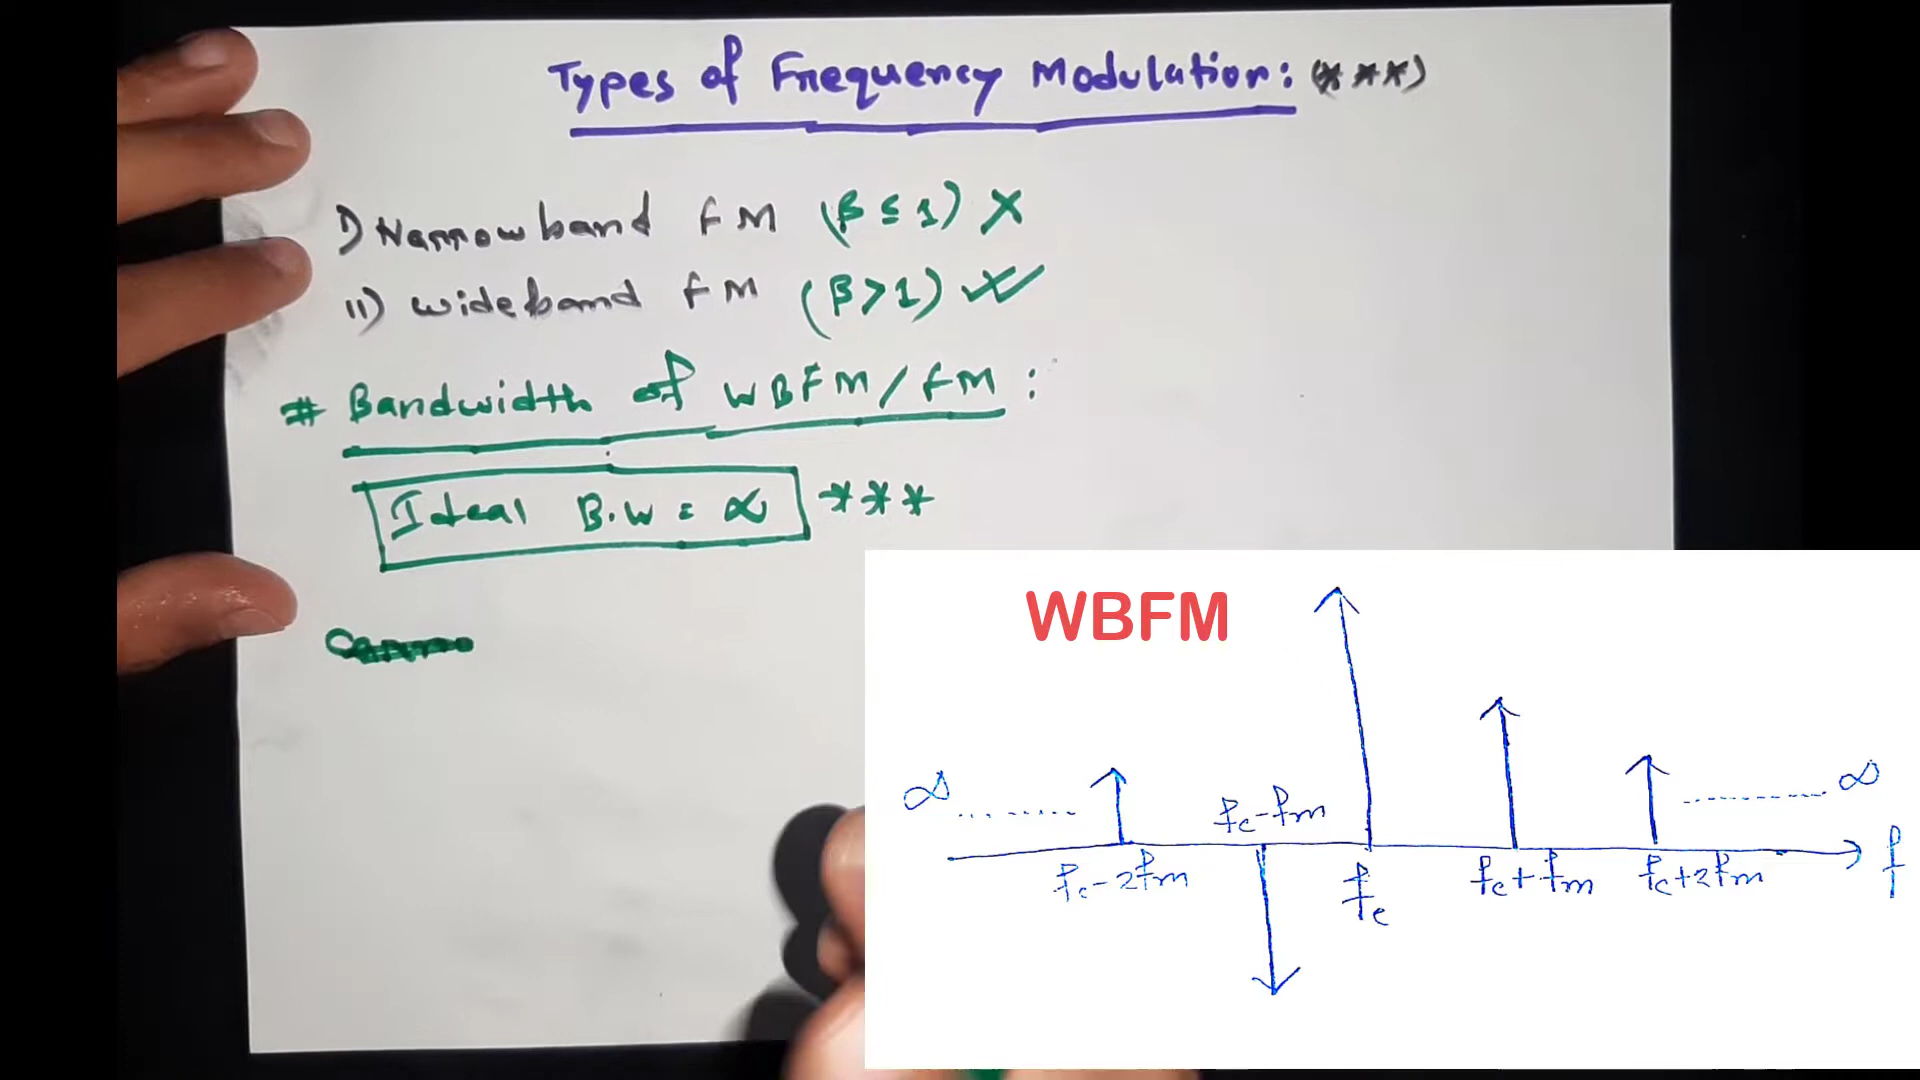 Types of Frequency Modulation: (***)
I) Narrowband FM (β ≤ 1) ✗
II) Wideband FM (β > 1) ✓
# Bandwidth of WBFM/FM:
Ideal B.W = ∞ ***
WBFM
∞ ........ fc-fm ........ ∞
fc-2fm fc fc+fm fc+2fm f